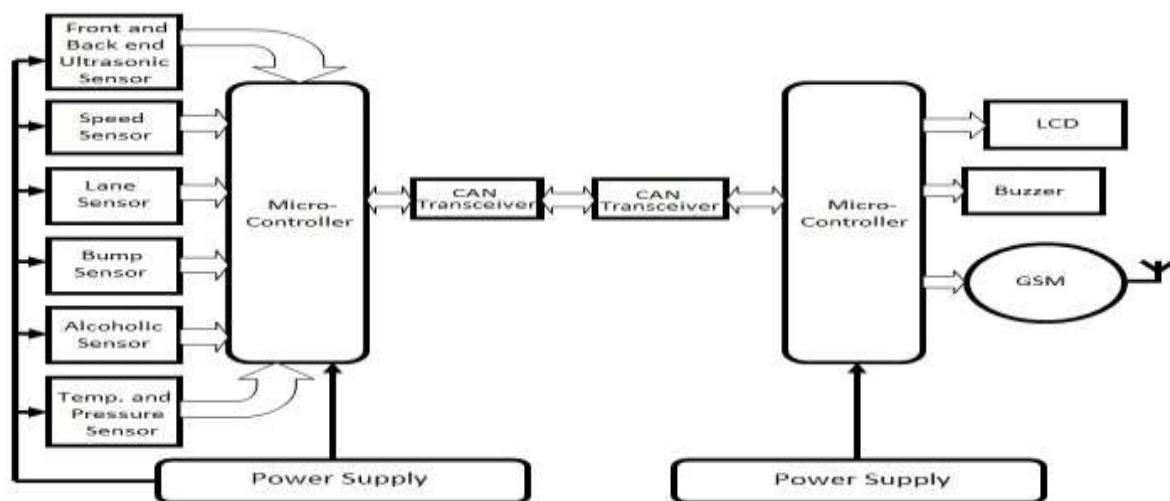 Front and
Back end
Ultrasonic
Sensor
Speed
Sensor
Lane
Sensor
Bump
Sensor
Alcoholic
Sensor
Temp. and
Pressure
Sensor
Micro-
Controller
CAN
Transceiver
CAN
Transceiver
Micro-
Controller
LCD
Buzzer
GSM
Power Supply
Power Supply